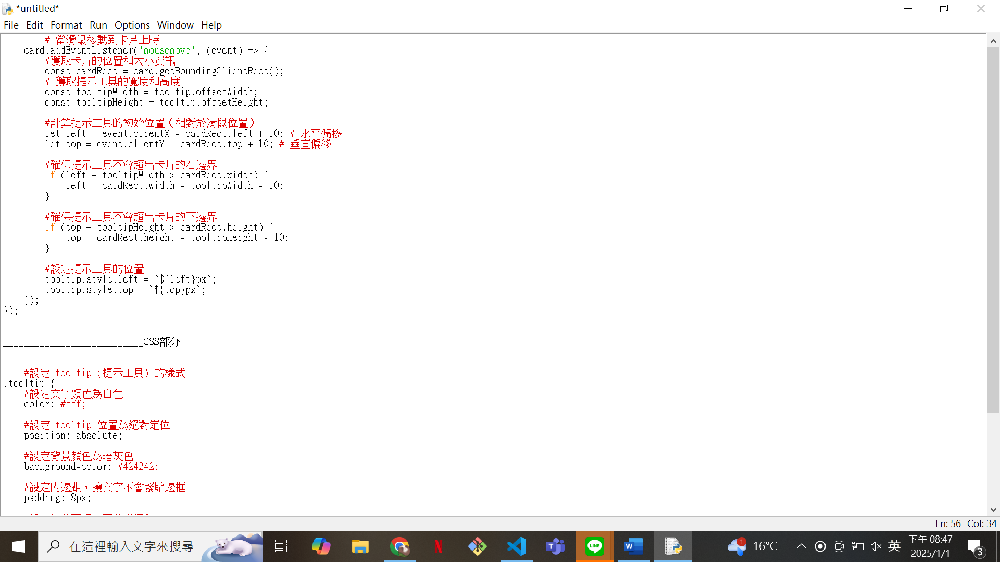 *untitled*
File Edit Format Run Options Window Help
# 當滑鼠移動到卡片上時
card.addEventListener('mousemove', (event) => {
#獲取卡片的位置和大小資訊
const cardRect = card.getBoundingClientRect();
# 獲取提示工具的寬度和高度
const tooltipWidth = tooltip.offsetWidth;
const tooltipHeight = tooltip.offsetHeight;
#計算提示工具的初始位置（相對於滑鼠位置）
let left = event.clientX - cardRect.left + 10; # 水平偏移
let top = event.clientY - cardRect.top + 10; # 垂直偏移
#確保提示工具不會超出卡片的右邊界
if (left + tooltipWidth > cardRect.width) {
left = cardRect.width - tooltipWidth - 10;
}
#確保提示工具不會超出卡片的下邊界
if (top + tooltipHeight > cardRect.height) {
top = cardRect.height - tooltipHeight - 10;
}
#設定提示工具的位置
tooltip.style.left = `${left}px`;
tooltip.style.top = `${top}px`;
});
});
___________________________CSS部分
#設定 tooltip (提示工具) 的樣式
.tooltip {
#設定文字顏色為白色
color: #fff;
#設定 tooltip 位置為絕對定位
position: absolute;
#設定背景顏色為暗灰色
background-color: #424242;
#設定內邊距，讓文字不會緊貼邊框
padding: 8px;
Ln: 56 Col: 34
在這裡輸入文字來搜尋
LINE
1
16°C
英
下午 08:47
2025/1/1
3